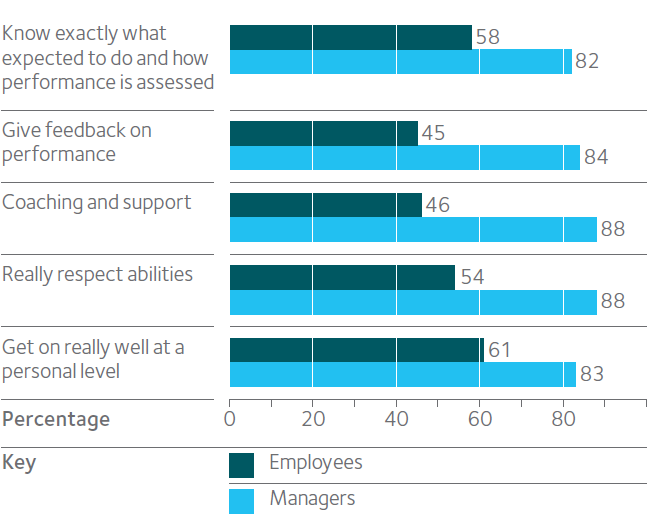 Know exactly what
expected to do and how
performance is assessed
58
82
Give feedback on
performance
45
84
Coaching and support
46
88
Really respect abilities
54
88
Get on really well at a
personal level
61
83
Percentage
0 20 40 60 80
Key
Employees
Managers